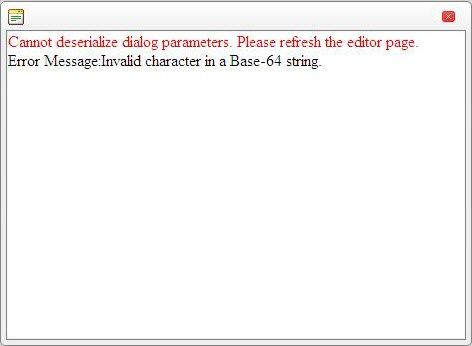 Cannot deserialize dialog parameters. Please refresh the editor page.
Error Message:Invalid character in a Base-64 string.